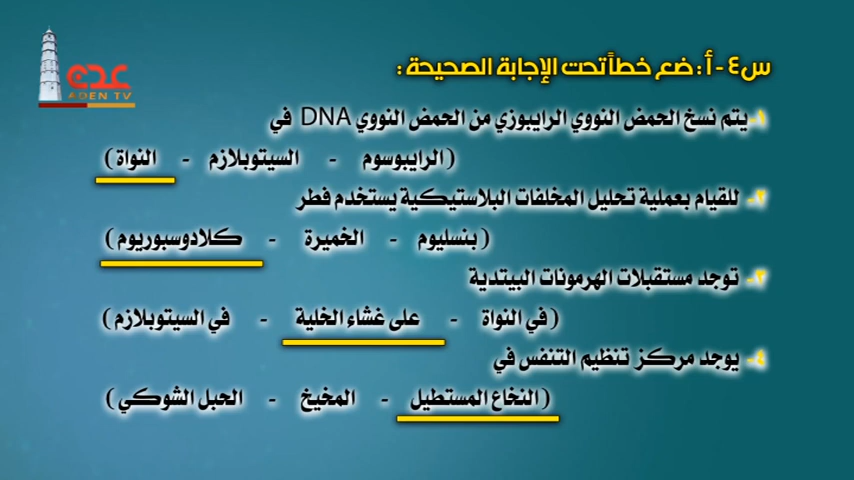 عدن
ADEN TV
س٤ - أ : ضع خطاً تحت الإجابة الصحيحة :
١- يتم نسخ الحمض النووي الرايبوزي من الحمض النووي DNA في
( الرايبوسوم - السيتوبلازم - النواة )
٢- للقيام بعملية تحليل المخلفات البلاستيكية يستخدم فطر
( بنسليوم - الخميرة - كلادوسبوريوم )
٣- توجد مستقبلات الهرمونات الببتدية
( في النواة - على غشاء الخلية - في السيتوبلازم )
٤- يوجد مركز تنظيم التنفس في
( النخاع المستطيل - المخيخ - الحبل الشوكي )